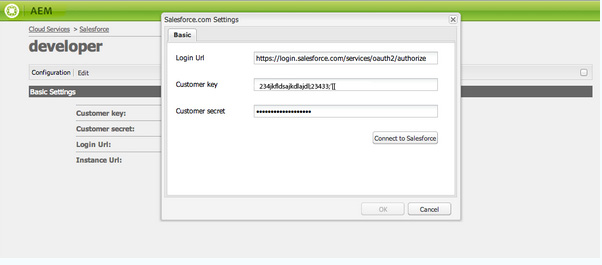 AEM
Cloud Services > Salesforce
developer
Configuration Edit
Basic Settings
Customer key:
Customer secret:
Login Url:
Instance Url:
Salesforce.com Settings
Basic
Login Url https://login.salesforce.com/services/oauth2/authorize
Customer key 234jkfldsajkdlajdl;23433;'][
Customer secret ••••••••••••••••••
Connect to Salesforce
OK Cancel